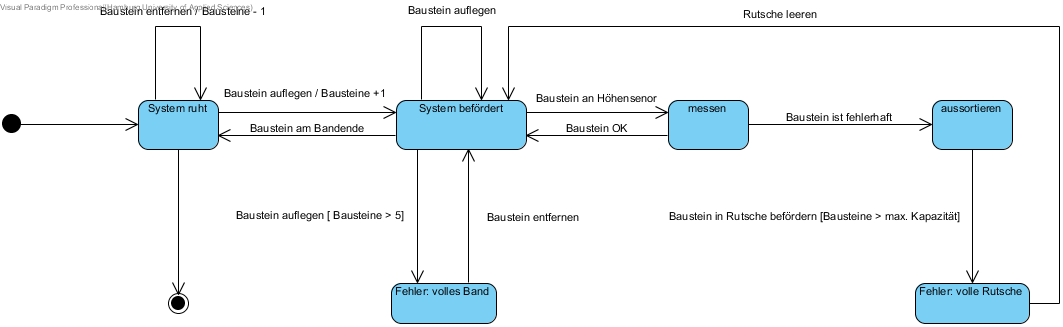 Visual Paradigm Professional(Hamburg University of Applied Sciences)
Baustein entfernen / Bausteine - 1
Baustein auflegen
Rutsche leeren
System ruht
Baustein auflegen / Bausteine +1
Baustein am Bandende
System befördert
Baustein an Höhensensor
Baustein OK
messen
Baustein ist fehlerhaft
aussortieren
Baustein auflegen [ Bausteine > 5]
Baustein entfernen
Baustein in Rutsche befördern [Bausteine > max. Kapazität]
Fehler: volles Band
Fehler: volle Rutsche